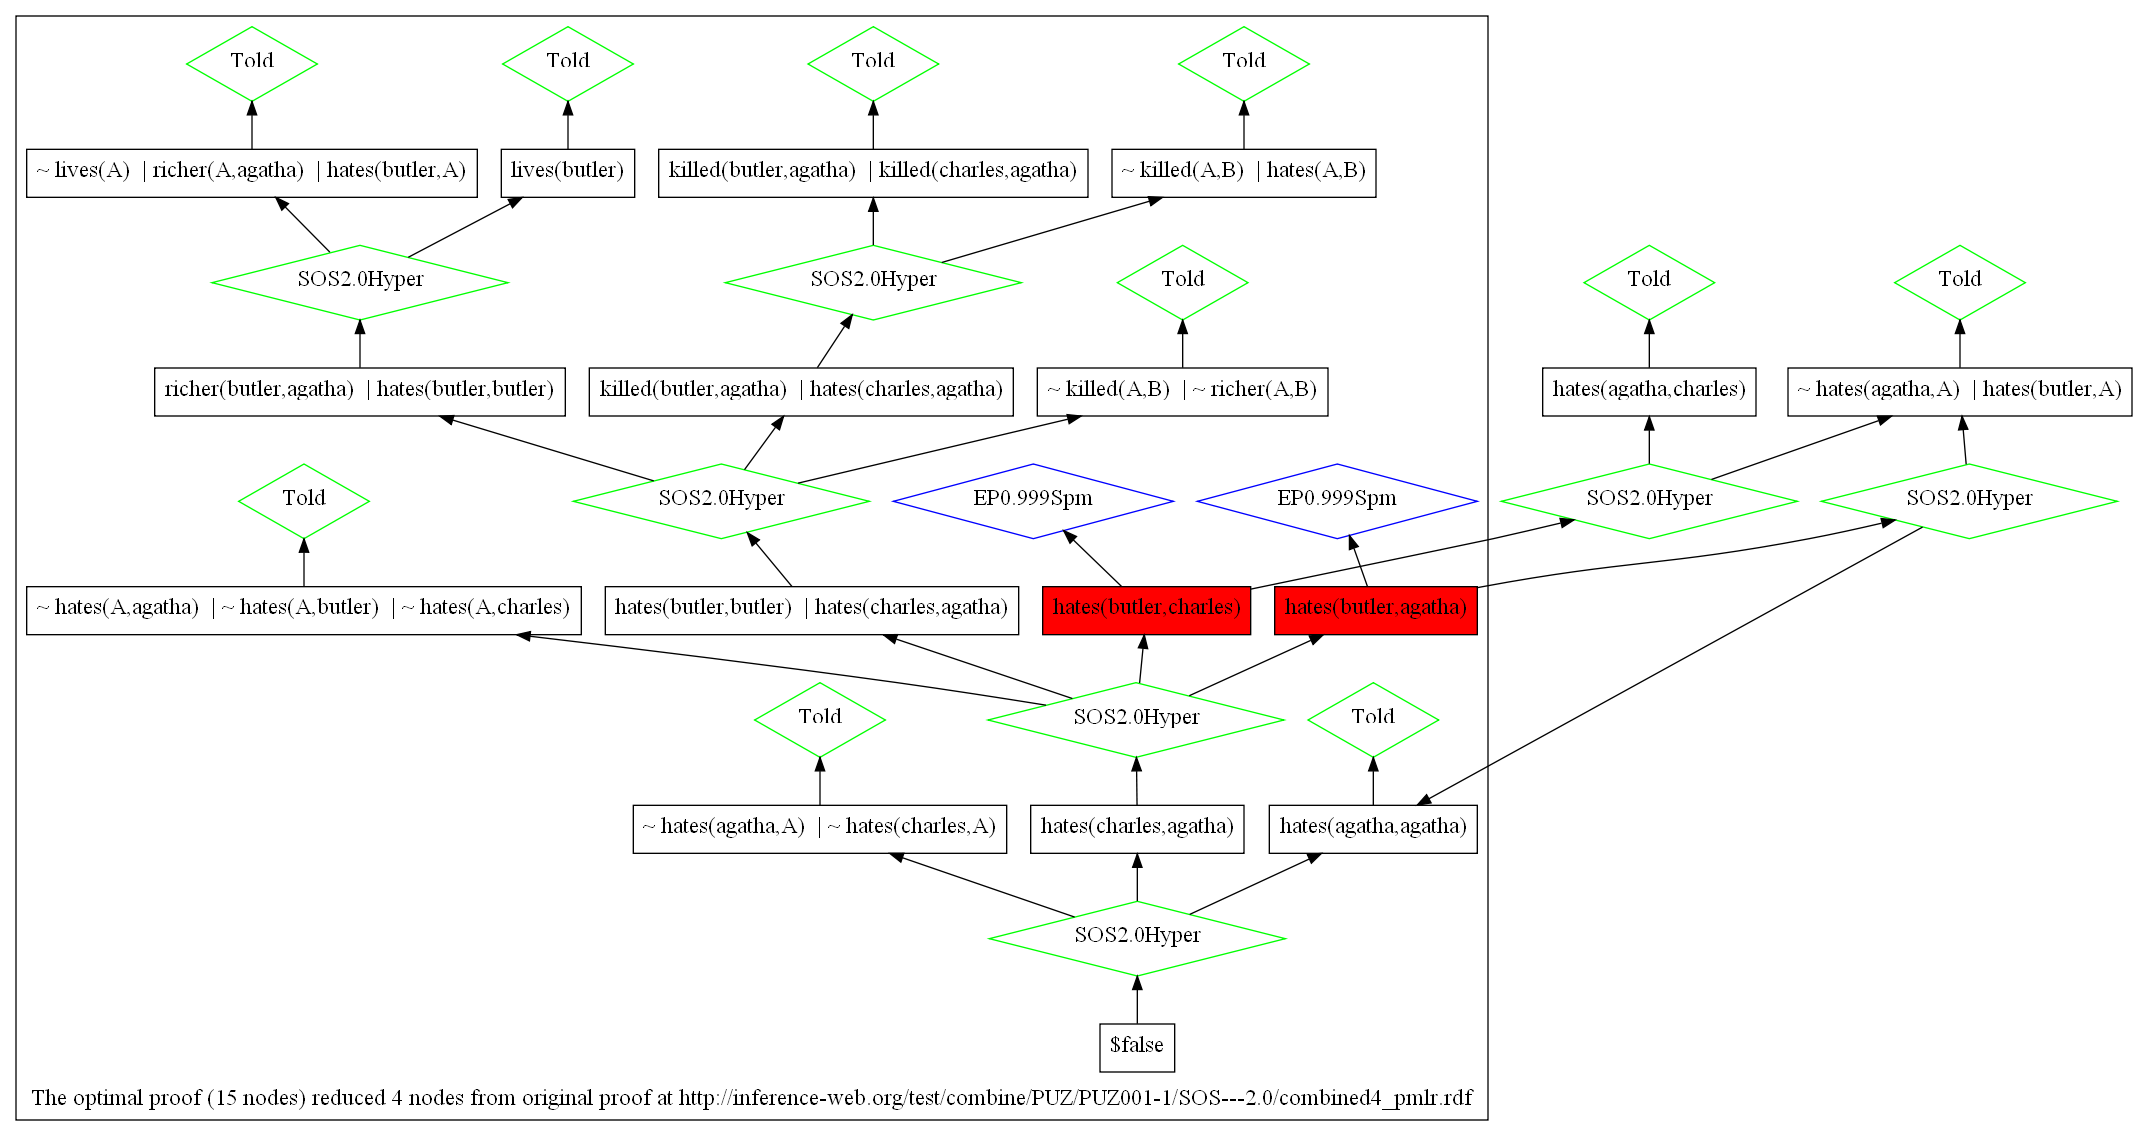 Told
Told
Told
Told
~ lives(A) | richer(A,agatha) | hates(butler,A)
lives(butler)
killed(butler,agatha) | killed(charles,agatha)
~ killed(A,B) | hates(A,B)
SOS2.0Hyper
SOS2.0Hyper
Told
Told
Told
richer(butler,agatha) | hates(butler,butler)
killed(butler,agatha) | hates(charles,agatha)
~ killed(A,B) | ~ richer(A,B)
hates(agatha,charles)
~ hates(agatha,A) | hates(butler,A)
Told
SOS2.0Hyper
EP0.999Spm
EP0.999Spm
SOS2.0Hyper
SOS2.0Hyper
~ hates(A,agatha) | ~ hates(A,butler) | ~ hates(A,charles)
hates(butler,butler) | hates(charles,agatha)
hates(butler,charles)
hates(butler,agatha)
Told
SOS2.0Hyper
Told
~ hates(agatha,A) | ~ hates(charles,A)
hates(charles,agatha)
hates(agatha,agatha)
SOS2.0Hyper
$false
The optimal proof (15 nodes) reduced 4 nodes from original proof at http://inference-web.org/test/combine/PUZ/PUZ001-1/SOS---2.0/combined4_pmlr.rdf